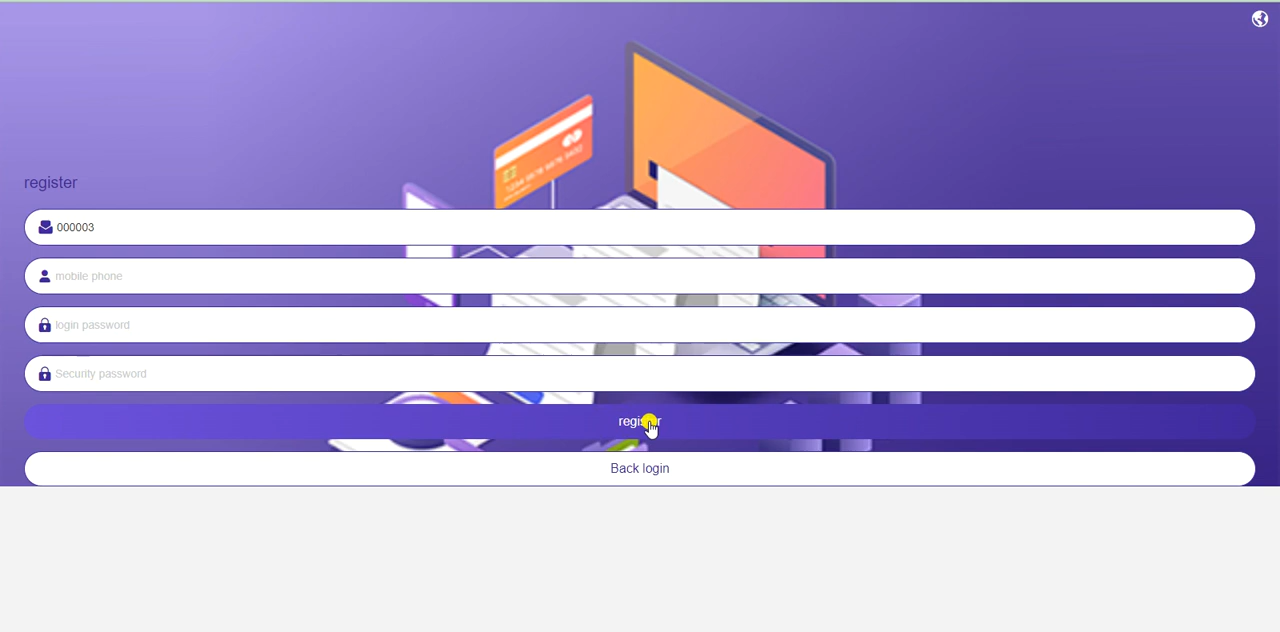 register
000003
mobile phone
login password
Security password
register
Back login